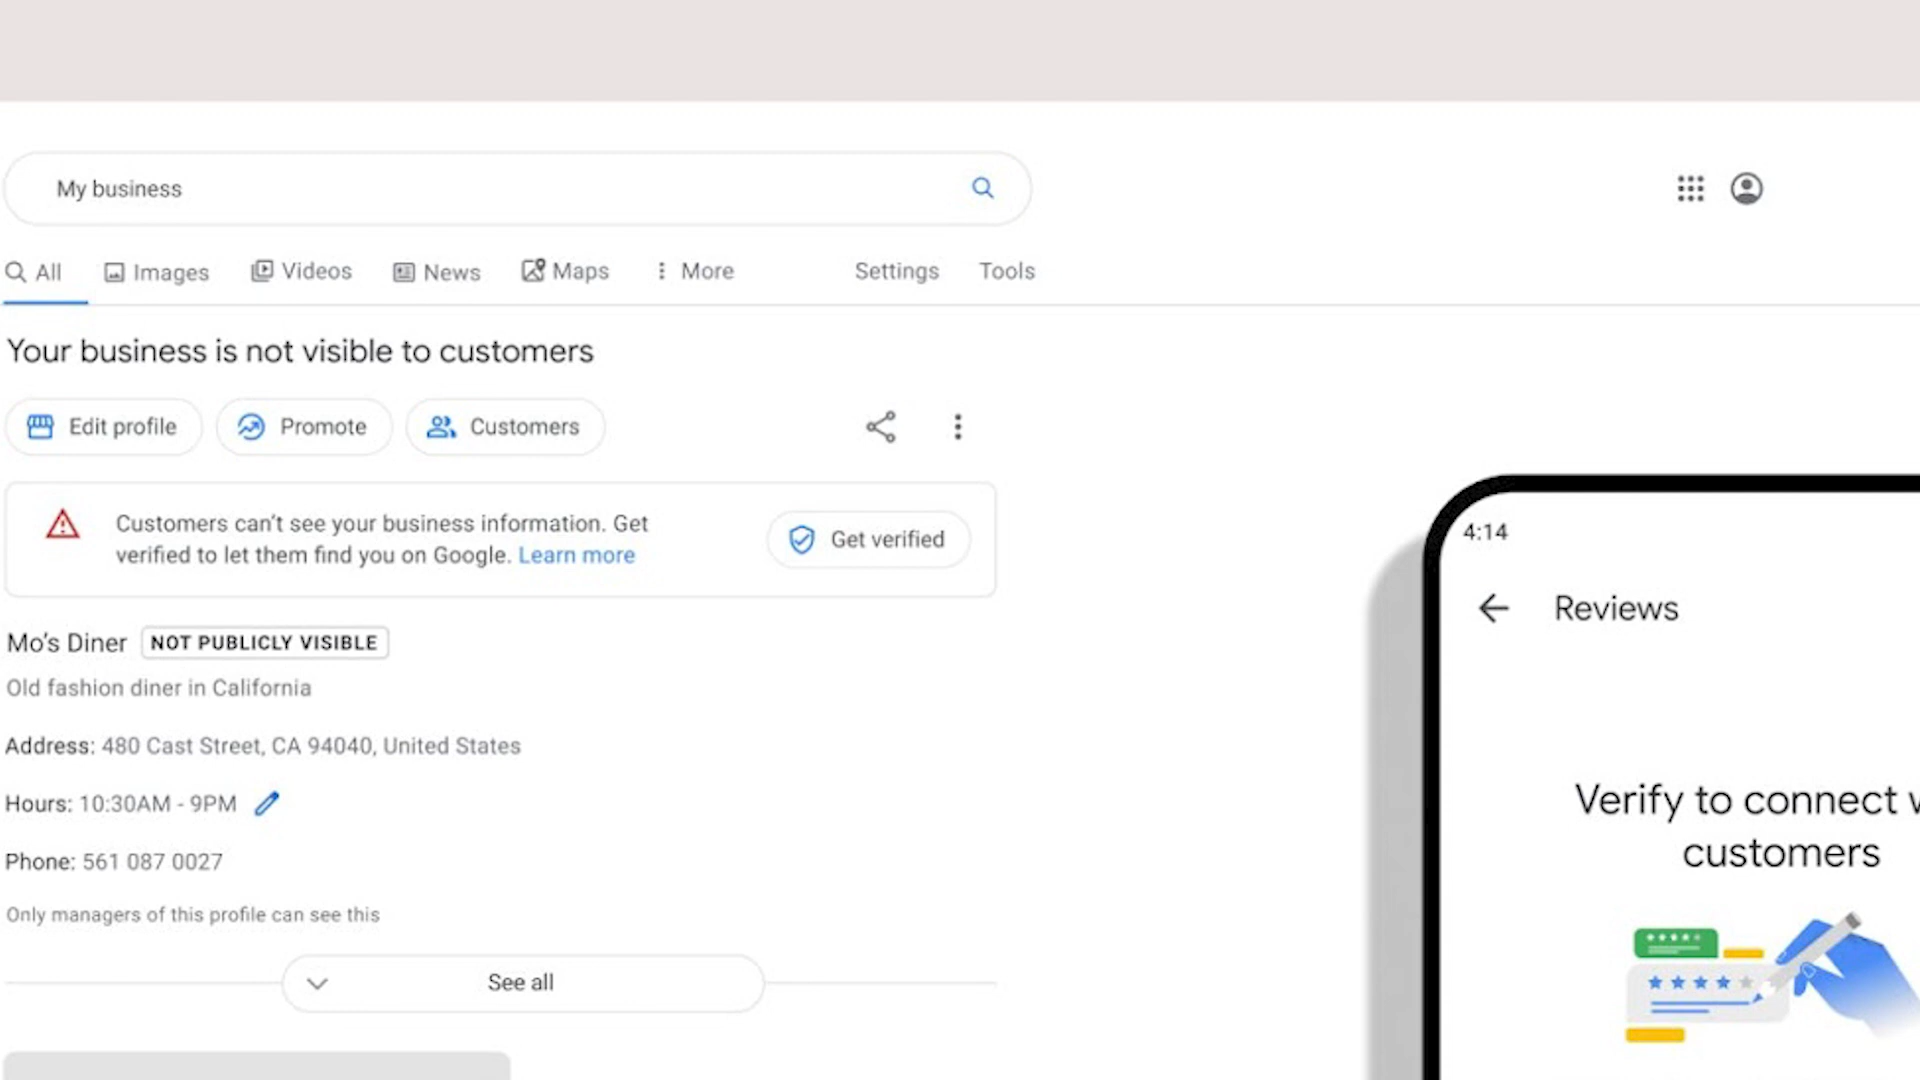 My business
All Images Videos News Maps More Settings Tools
Your business is not visible to customers
Edit profile Promote Customers
Customers can’t see your business information. Get
verified to let them find you on Google. Learn more
Get verified
Mo’s Diner NOT PUBLICLY VISIBLE
Old fashion diner in California
Address: 480 Cast Street, CA 94040, United States
Hours: 10:30AM - 9PM
Phone: 561 087 0027
Only managers of this profile can see this
See all
4:14
Reviews
Verify to connect
customers